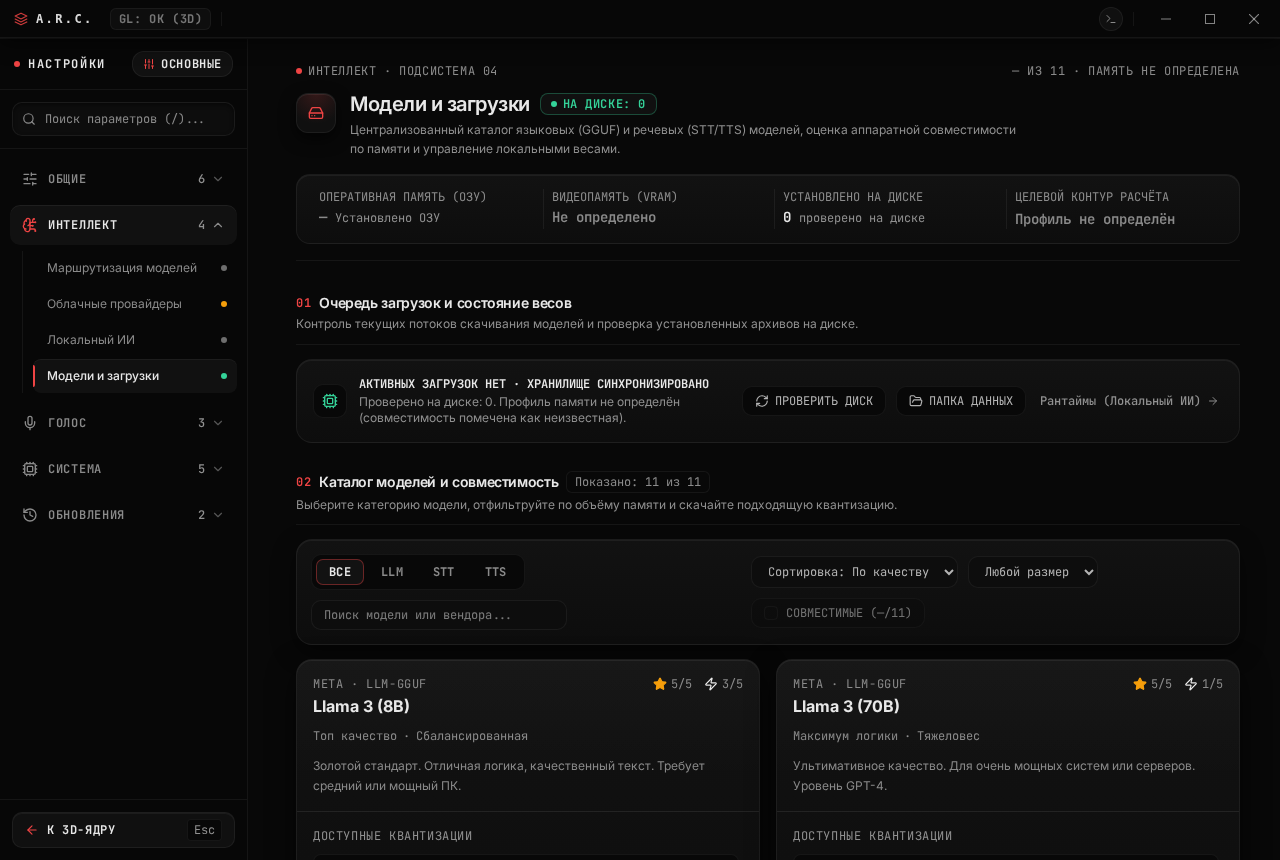 A.R.C.
GL: OK (3D)
НАСТРОЙКИ
ОСНОВНЫЕ
Поиск параметров (/)...
ОБЩИЕ 6
ИНТЕЛЛЕКТ 4
Маршрутизация моделей
Облачные провайдеры
Локальный ИИ
Модели и загрузки
ГОЛОС 3
СИСТЕМА 5
ОБНОВЛЕНИЯ 2
К 3D-ЯДРУ Esc
ИНТЕЛЛЕКТ · ПОДСИСТЕМА 04
— ИЗ 11 · ПАМЯТЬ НЕ ОПРЕДЕЛЕНА
Модели и загрузки
НА ДИСКЕ: 0
Централизованный каталог языковых (GGUF) и речевых (STT/TTS) моделей, оценка аппаратной совместимости
по памяти и управление локальными весами.
ОПЕРАТИВНАЯ ПАМЯТЬ (ОЗУ)
— Установлено ОЗУ
ВИДЕОПАМЯТЬ (VRAM)
Не определено
УСТАНОВЛЕНО НА ДИСКЕ
0 проверено на диске
ЦЕЛЕВОЙ КОНТУР РАСЧЁТА
Профиль не определён
01 Очередь загрузок и состояние весов
Контроль текущих потоков скачивания моделей и проверка установленных архивов на диске.
АКТИВНЫХ ЗАГРУЗОК НЕТ · ХРАНИЛИЩЕ СИНХРОНИЗИРОВАНО
Проверено на диске: 0. Профиль памяти не определён
(совместимость помечена как неизвестная).
ПРОВЕРИТЬ ДИСК
ПАПКА ДАННЫХ
Рантаймы (Локальный ИИ) →
02 Каталог моделей и совместимость
Показано: 11 из 11
Выберите категорию модели, отфильтруйте по объёму памяти и скачайте подходящую квантизацию.
ВСЕ LLM STT TTS
Сортировка: По качеству
Любой размер
Поиск модели или вендора...
СОВМЕСТИМЫЕ (—/11)
META · LLM-GGUF
5/5 3/5
Llama 3 (8B)
Топ качество · Сбалансированная
Золотой стандарт. Отличная логика, качественный текст. Требует
средний или мощный ПК.
ДОСТУПНЫЕ КВАНТИЗАЦИИ
META · LLM-GGUF
5/5 1/5
Llama 3 (70B)
Максимум логики · Тяжеловес
Ультимативное качество. Для очень мощных систем или серверов.
Уровень GPT-4.
ДОСТУПНЫЕ КВАНТИЗАЦИИ